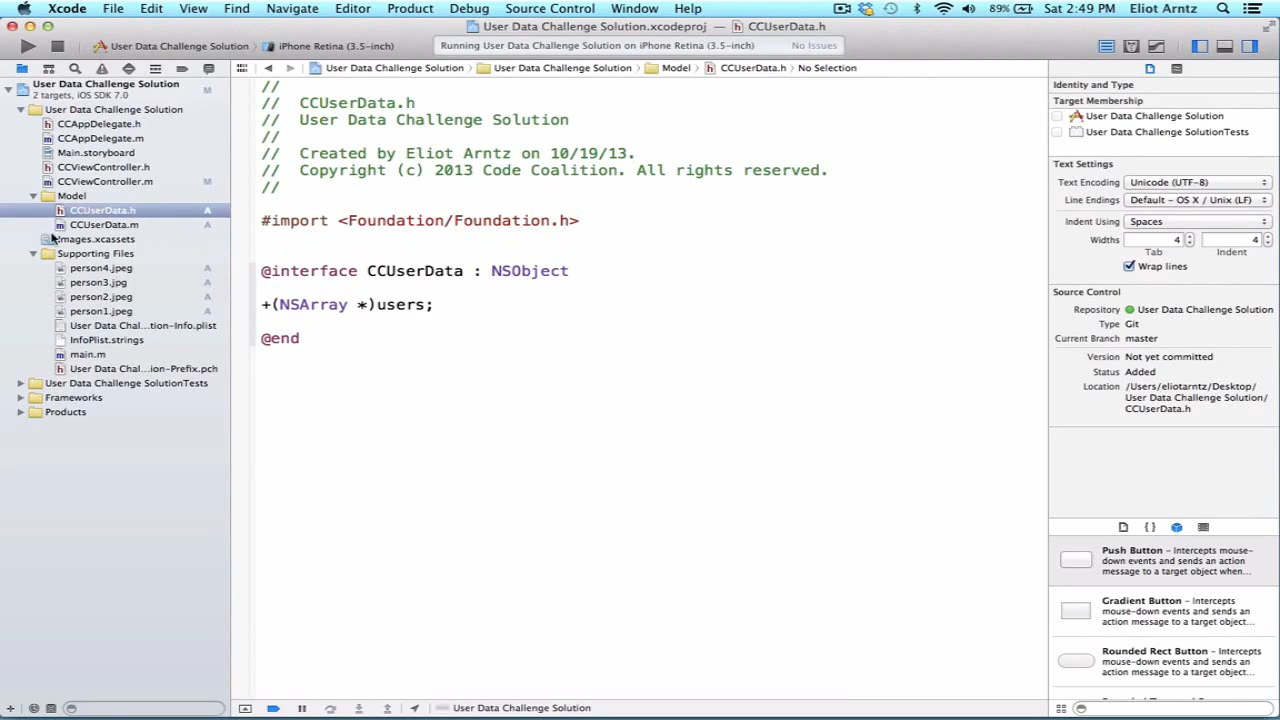 Xcode File Edit View Find Navigate Editor Product Debug Source Control Window Help 89% Sat 2:49 PM Eliot Arntz
User Data Challenge Solution.xcodeproj — CCUserData.h
User Data Challenge Solution iPhone Retina (3.5-inch) Running User Data Challenge Solution on iPhone Retina (3.5-inch) No Issues
User Data Challenge Solution User Data Challenge Solution Model CCUserData.h No Selection
User Data Challenge Solution M
2 targets, iOS SDK 7.0
User Data Challenge Solution
CCAppDelegate.h
CCAppDelegate.m
Main.storyboard
CCViewController.h
CCViewController.m M
Model
CCUserData.h A
CCUserData.m A
Images.xcassets
Supporting Files
person4.jpeg A
person3.jpg A
person2.jpeg A
person1.jpeg A
User Data Chal...tion-Info.plist
InfoPlist.strings
main.m
User Data Chal...ion-Prefix.pch
User Data Challenge SolutionTests
Frameworks
Products
//
// CCUserData.h
// User Data Challenge Solution
//
// Created by Eliot Arntz on 10/19/13.
// Copyright (c) 2013 Code Coalition. All rights reserved.
//
#import <Foundation/Foundation.h>
@interface CCUserData : NSObject
+(NSArray *)users;
@end
User Data Challenge Solution
Identity and Type
Target Membership
User Data Challenge Solution
User Data Challenge SolutionTests
Text Settings
Text Encoding Unicode (UTF-8)
Line Endings Default - OS X / Unix (LF)
Indent Using Spaces
Widths 4 4
Tab Indent
Wrap lines
Source Control
Repository User Data Challenge Solution
Type Git
Current Branch master
Version Not yet committed
Status Added
Location /Users/eliotarntz/Desktop/
User Data Challenge Solution/
CCUserData.h
{ }
Push Button - Intercepts mouse-
down events and sends an action
message to a target object when...
Gradient Button - Intercepts
mouse-down events and sends an
action message to a target object...
Rounded Rect Button - Intercepts
mouse-down events and sends an
action message to a target object...